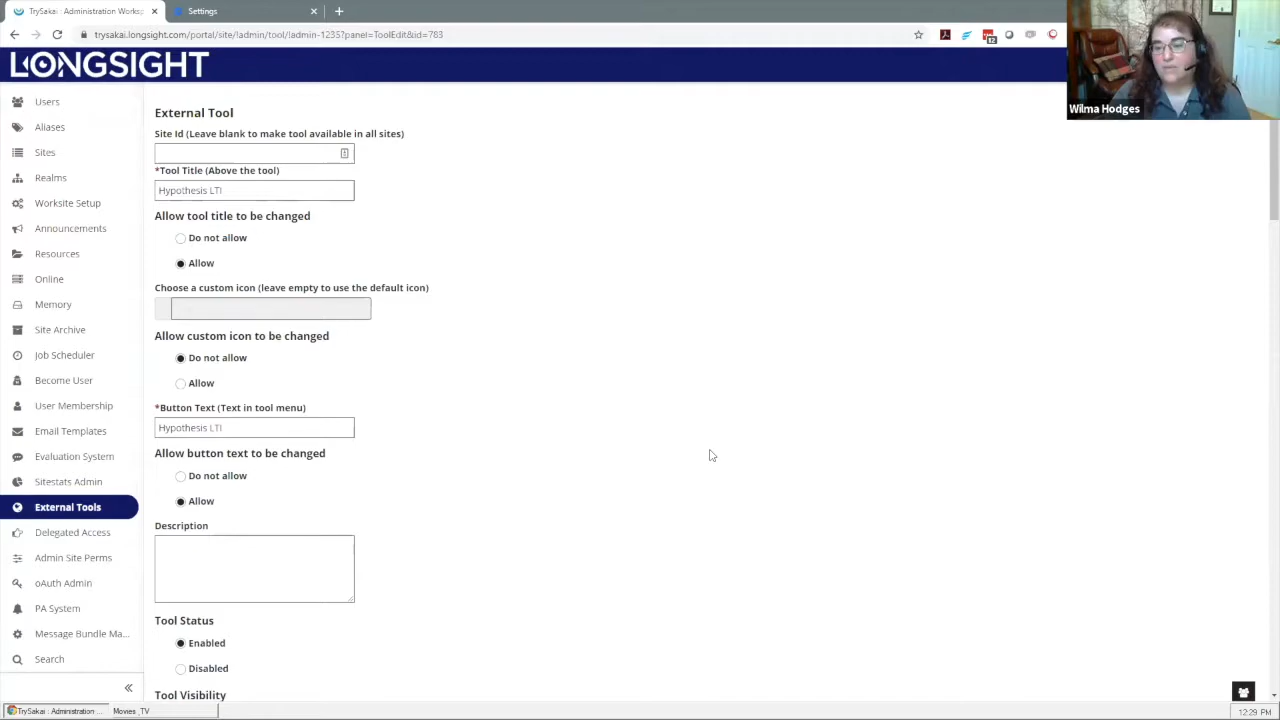 TrySakai : Administration Works
Settings
trysakai.longsight.com/portal/site/!admin/tool/!admin-1235?panel=ToolEdit&id=783
12
LONGSIGHT
Wilma Hodges
Users
Aliases
Sites
Realms
Worksite Setup
Announcements
Resources
Online
Memory
Site Archive
Job Scheduler
Become User
User Membership
Email Templates
Evaluation System
Sitestats Admin
External Tools
Delegated Access
Admin Site Perms
oAuth Admin
PA System
Message Bundle Ma...
Search
External Tool
Site Id (Leave blank to make tool available in all sites)
*Tool Title (Above the tool)
Hypothesis LTI
Allow tool title to be changed
Do not allow
Allow
Choose a custom icon (leave empty to use the default icon)
Allow custom icon to be changed
Do not allow
Allow
*Button Text (Text in tool menu)
Hypothesis LTI
Allow button text to be changed
Do not allow
Allow
Description
Tool Status
Enabled
Disabled
Tool Visibility
TrySakai : Administration ...
Movies _TV
12:29 PM